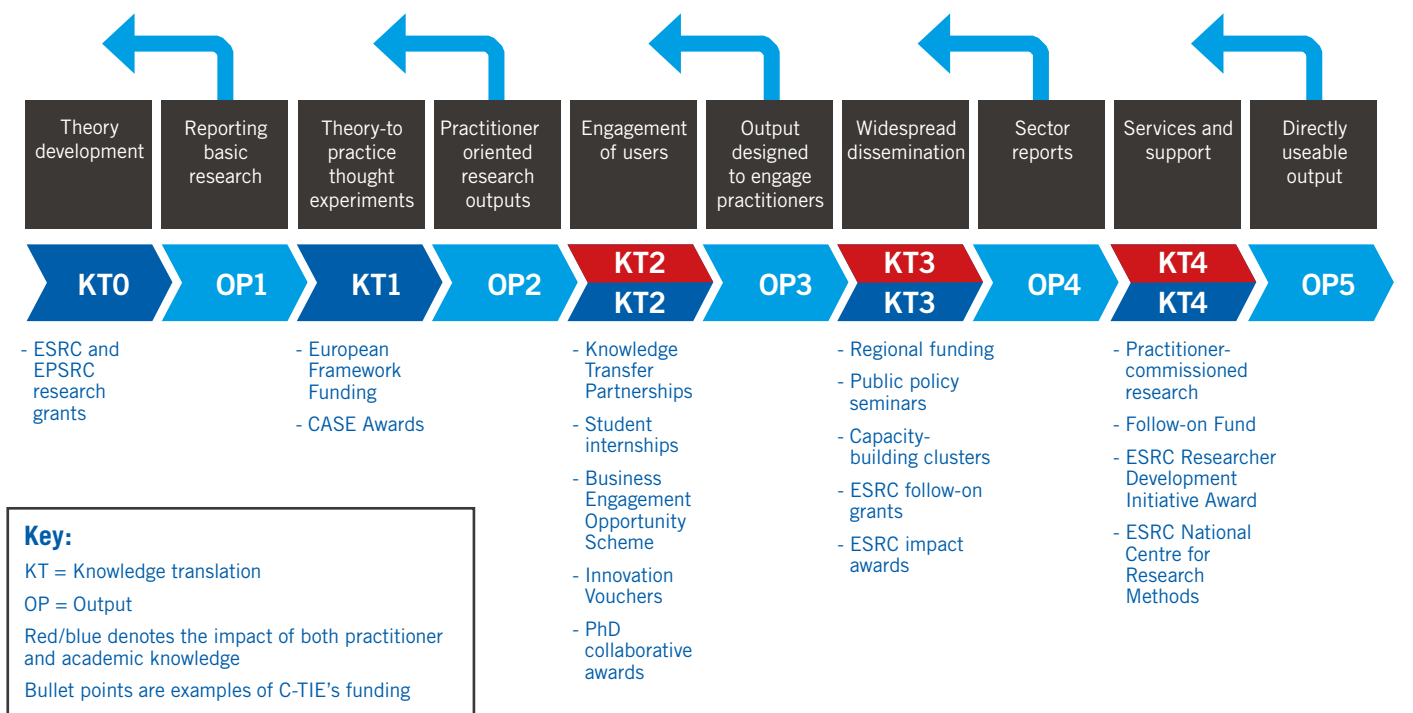 Theory
development
Reporting
basic
research
Theory-to
practice
thought
experiments
Practitioner
oriented
research
outputs
Engagement
of users
Output
designed
to engage
practitioners
Widespread
dissemination
Sector
reports
Services and
support
Directly
useable
output
KT0
OP1
KT1
OP2
KT2
KT2
OP3
KT3
KT3
OP4
KT4
KT4
OP5
- ESRC and
EPSRC
research
grants
- European
Framework
Funding
- CASE Awards
- Knowledge
Transfer
Partnerships
- Student
internships
- Business
Engagement
Opportunity
Scheme
- Innovation
Vouchers
- PhD
collaborative
awards
- Regional funding
- Public policy
seminars
- Capacity-
building clusters
- ESRC follow-on
grants
- ESRC impact
awards
- Practitioner-
commissioned
research
- Follow-on Fund
- ESRC Researcher
Development
Initiative Award
- ESRC National
Centre for
Research
Methods
Key:
KT = Knowledge translation
OP = Output
Red/blue denotes the impact of both practitioner
and academic knowledge
Bullet points are examples of C-TIE's funding